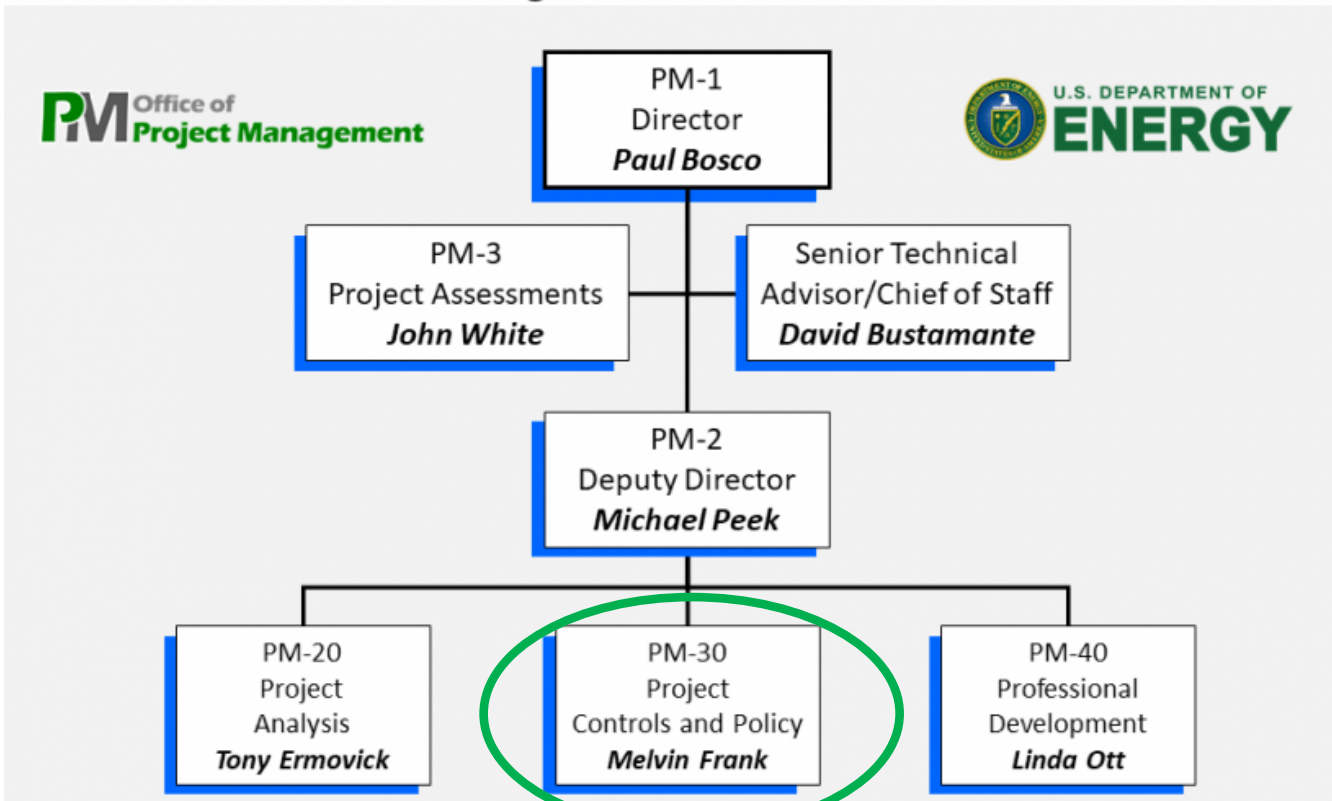 PM Office of
Project Management
U.S. DEPARTMENT OF
ENERGY
PM-1
Director
Paul Bosco
PM-3
Project Assessments
John White
Senior Technical
Advisor/Chief of Staff
David Bustamante
PM-2
Deputy Director
Michael Peek
PM-20
Project
Analysis
Tony Ermovick
PM-30
Project
Controls and Policy
Melvin Frank
PM-40
Professional
Development
Linda Ott